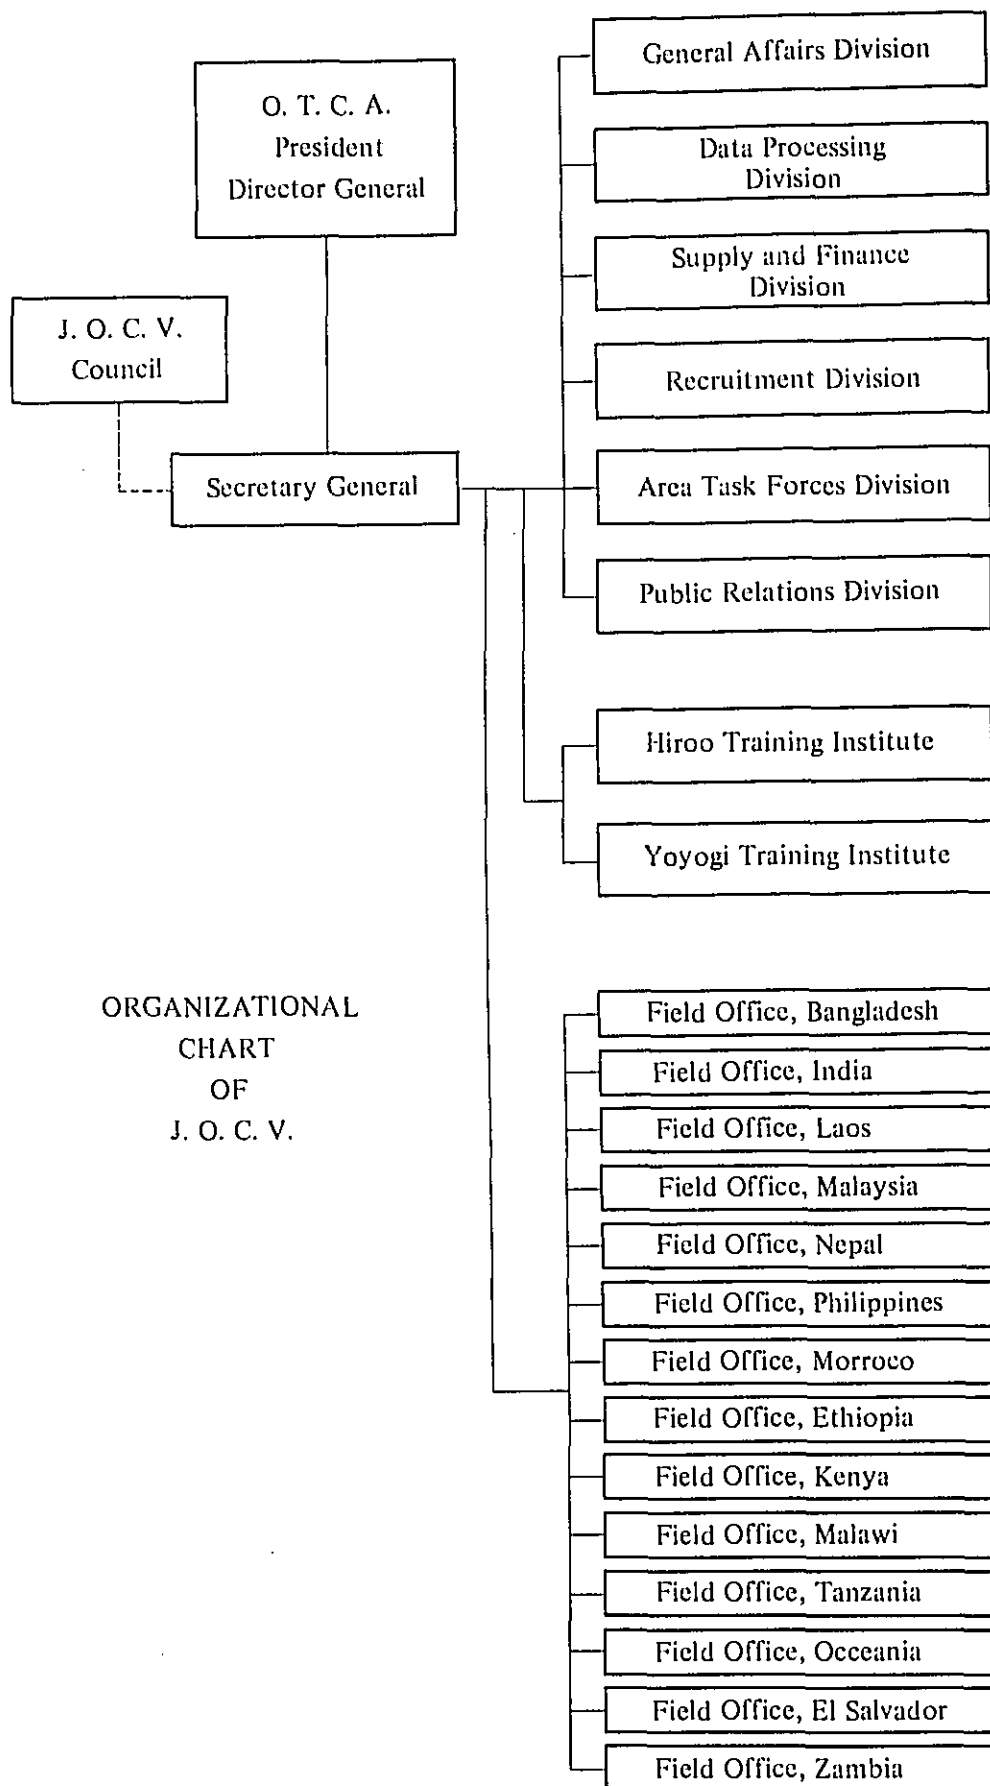 O. T. C. A.
President
Director General
J. O. C. V.
Council
Secretary General
General Affairs Division
Data Processing
Division
Supply and Finance
Division
Recruitment Division
Area Task Forces Division
Public Relations Division
Hiroo Training Institute
Yoyogi Training Institute
ORGANIZATIONAL
CHART
OF
J. O. C. V.
Field Office, Bangladesh
Field Office, India
Field Office, Laos
Field Office, Malaysia
Field Office, Nepal
Field Office, Philippines
Field Office, Morroco
Field Office, Ethiopia
Field Office, Kenya
Field Office, Malawi
Field Office, Tanzania
Field Office, Occeania
Field Office, El Salvador
Field Office, Zambia